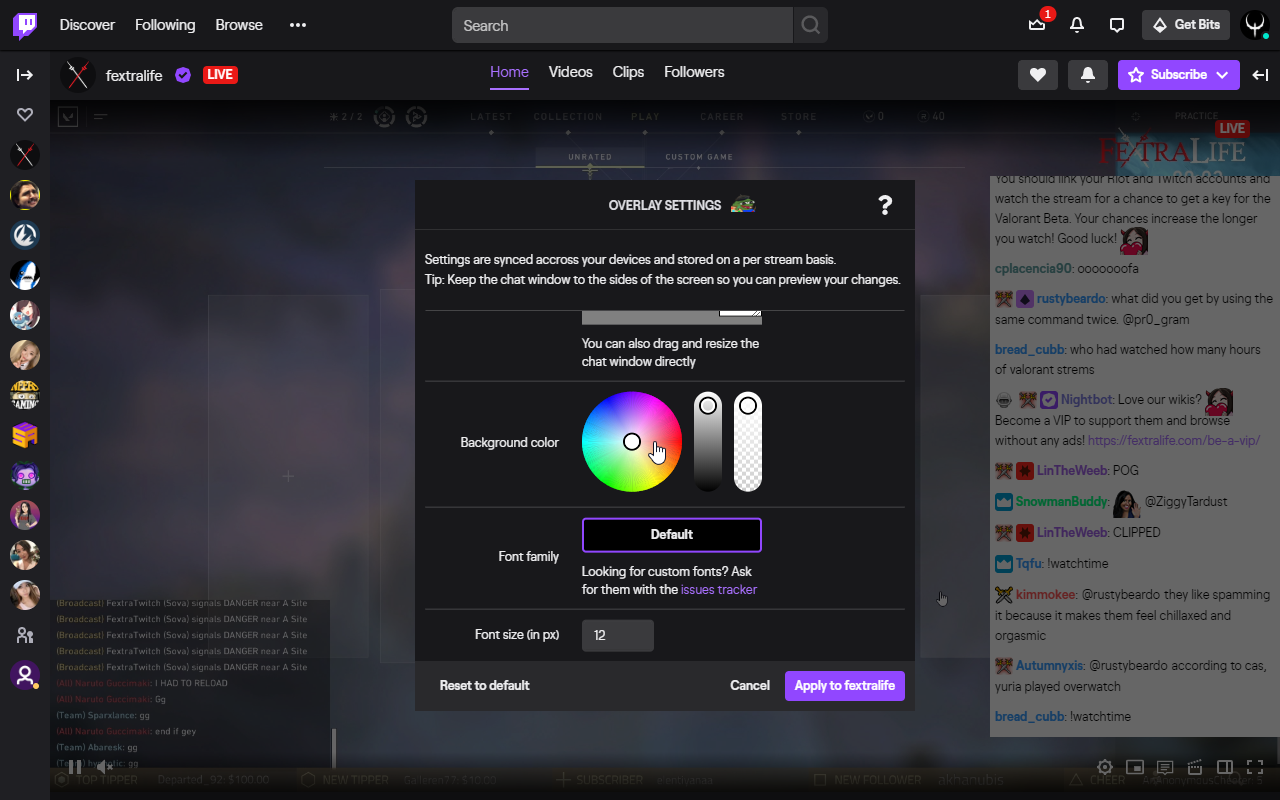 Discover
Following
Browse
Search
1
Get Bits
fextralife
LIVE
Home
Videos
Clips
Followers
Subscribe
2 / 2
LATEST
COLLECTION
PLAY
CAREER
STORE
0
40
PRACTICE
LIVE
FEXTRALIFE
UNRATED
CUSTOM GAME
OVERLAY SETTINGS
?
Settings are synced accross your devices and stored on a per stream basis.
Tip: Keep the chat window to the sides of the screen so you can preview your changes.
You can also drag and resize the
chat window directly
Background color
Font family
Default
Looking for custom fonts? Ask
for them with the issues tracker
Font size (in px)
12
Reset to default
Cancel
Apply to fextralife
You should link your Riot and Twitch accounts and
watch the stream for a chance to get a key for the
Valorant Beta. Your chances increase the longer
you watch! Good luck!
cplacencia90: ooooooofa
rustybeardo: what did you get by using the
same command twice. @pr0_gram
bread_cubb: who had watched how many hours
of valorant strems
Nightbot: Love our wikis?
Become a VIP to support them and browse
without any ads! https://fextralife.com/be-a-vip/
LinTheWeeb: POG
SnowmanBuddy: @ZiggyTardust
LinTheWeeb: CLIPPED
Tqfu: !watchtime
kimmokee: @rustybeardo they like spamming
it because it makes them feel chillaxed and
orgasmic
Autumnyxis: @rustybeardo according to cas,
yuria played overwatch
bread_cubb: !watchtime
(Broadcast) FextraTwitch (Sova) signals DANGER near A Site
(Broadcast) FextraTwitch (Sova) signals DANGER near A Site
(Broadcast) FextraTwitch (Sova) signals DANGER near A Site
(Broadcast) FextraTwitch (Sova) signals DANGER near A Site
(Broadcast) FextraTwitch (Sova) signals DANGER near A Site
(All) Naruto Guccimaki: I HAD TO RELOAD
(All) Naruto Guccimaki: Gg
(Team) Sparxlance: gg
(All) Naruto Guccimaki: end if gey
(Team) Abaresk: gg
(Team) hypnotic: gg
TOP TIPPER
Departed_92: $100.00
NEW TIPPER
Galleren77: $10.00
SUBSCRIBER
NEW FOLLOWER
aknanubis
CHEER